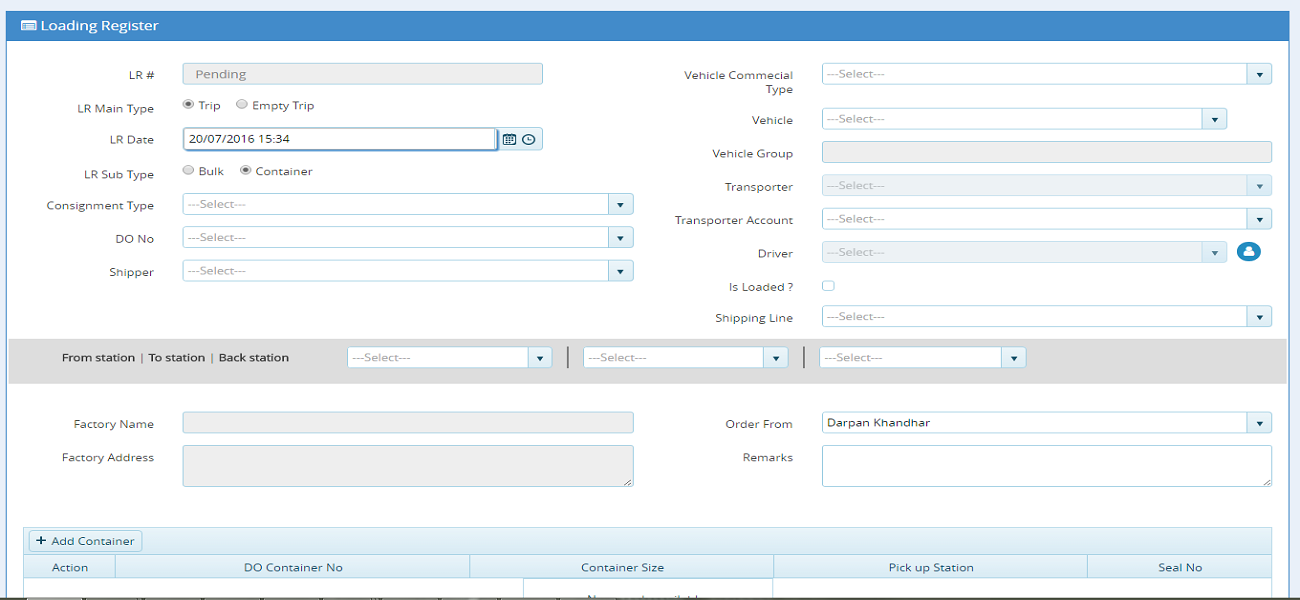 Loading Register
LR # Pending
LR Main Type Trip Empty Trip
LR Date 20/07/2016 15:34
LR Sub Type Bulk Container
Consignment Type ---Select---
DO No ---Select---
Shipper ---Select---
Vehicle Commecial Type ---Select---
Vehicle ---Select---
Vehicle Group
Transporter ---Select---
Transporter Account ---Select---
Driver ---Select---
Is Loaded ?
Shipping Line ---Select---
From station | To station | Back station ---Select--- ---Select--- ---Select---
Factory Name
Factory Address
Order From Darpan Khandhar
Remarks
+ Add Container
Action DO Container No Container Size Pick up Station Seal No